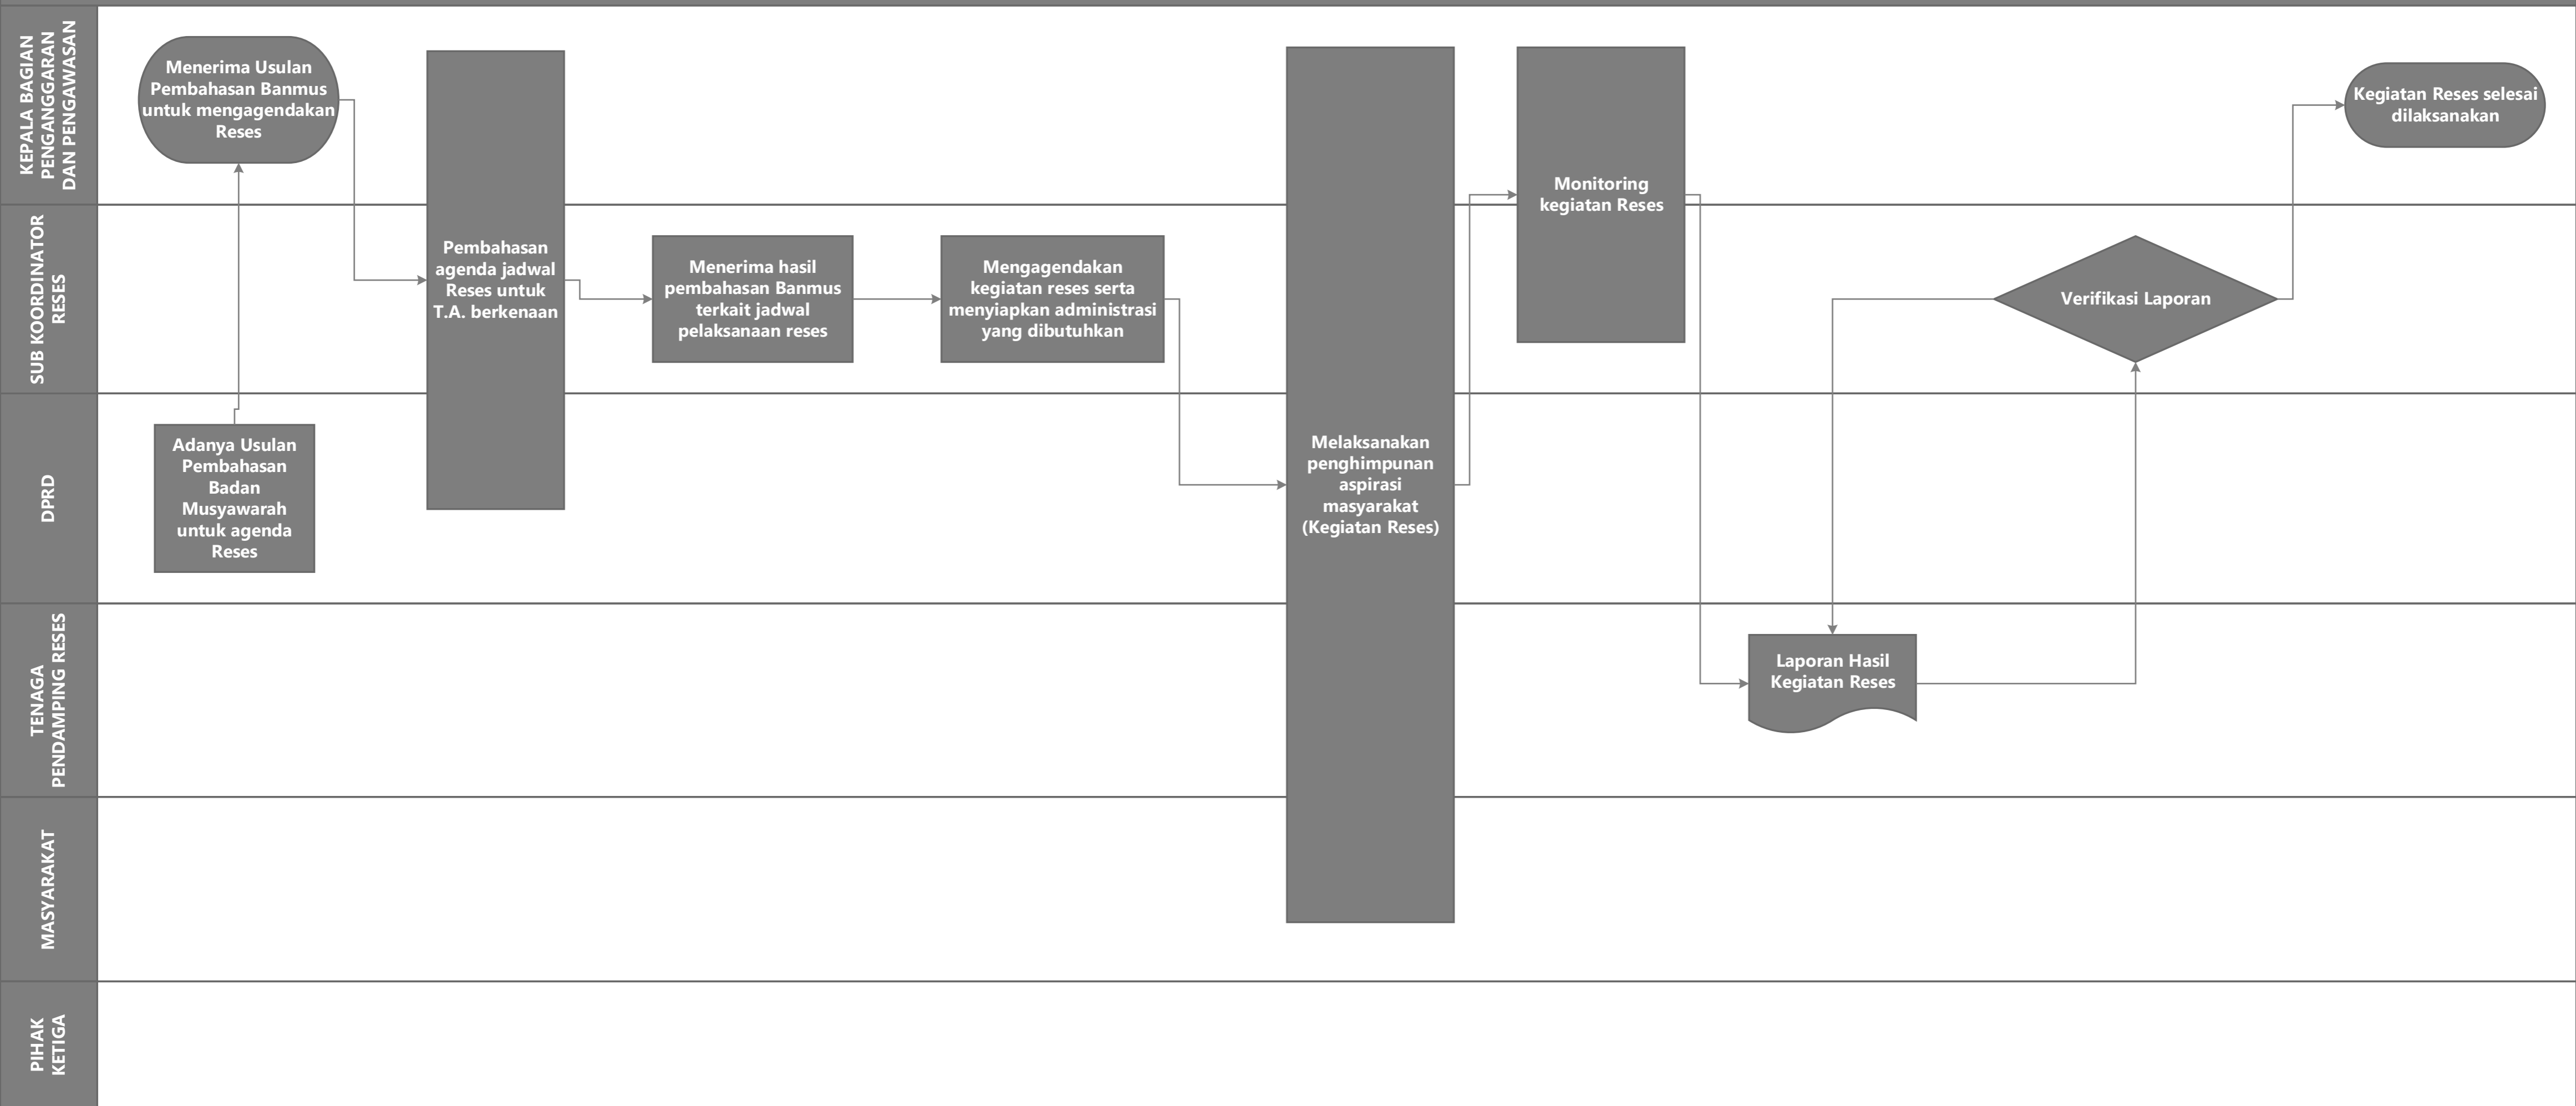 KEPALA BAGIAN
PENGANGGARAN
DAN PENGAWASAN
Menerima Usulan
Pembahasan Banmus
untuk mengagendakan
Reses
Kegiatan Reses selesai
dilaksanakan
Monitoring
kegiatan Reses
SUB KOORDINATOR
RESES
Pembahasan
agenda jadwal
Reses untuk
T.A. berkenaan
Menerima hasil
pembahasan Banmus
terkait jadwal
pelaksanaan reses
Mengagendakan
kegiatan reses serta
menyiapkan administrasi
yang dibutuhkan
Verifikasi Laporan
DPRD
Adanya Usulan
Pembahasan
Badan
Musyawarah
untuk agenda
Reses
Melaksanakan
penghimpunan
aspirasi
masyarakat
(Kegiatan Reses)
TENAGA
PENDAMPING RESES
Laporan Hasil
Kegiatan Reses
MASYARAKAT
PIHAK
KETIGA